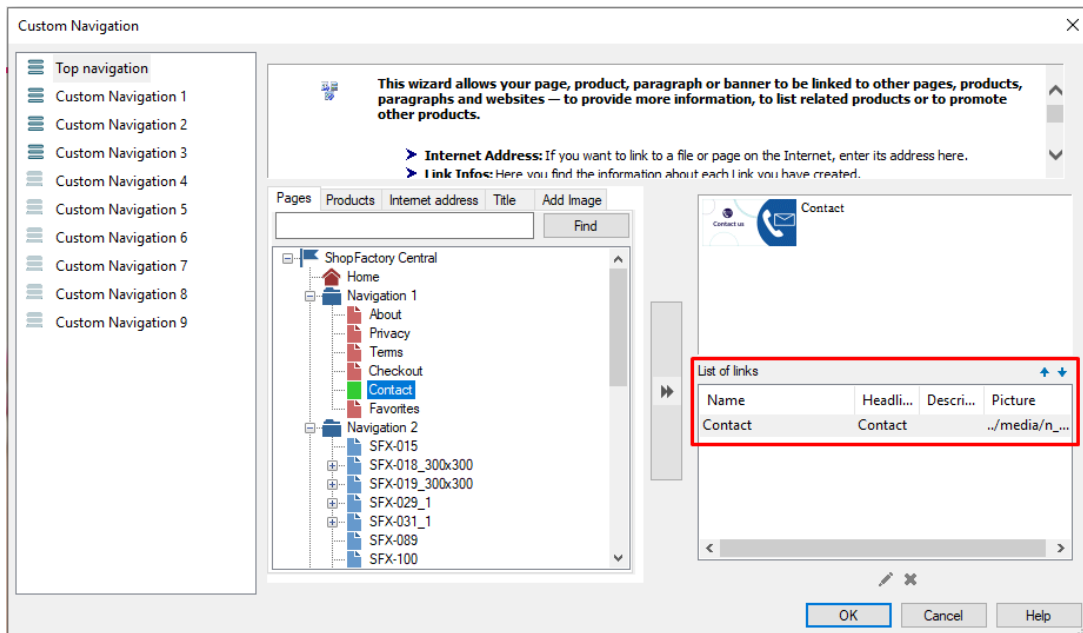 Custom Navigation
Top navigation
Custom Navigation 1
Custom Navigation 2
Custom Navigation 3
Custom Navigation 4
Custom Navigation 5
Custom Navigation 6
Custom Navigation 7
Custom Navigation 8
Custom Navigation 9
This wizard allows your page, product, paragraph or banner to be linked to other pages, products,
paragraphs and websites — to provide more information, to list related products or to promote
other products.
Internet Address: If you want to link to a file or page on the Internet, enter its address here.
Link Infos: Here you find the information about each Link you have created.
Pages Products Internet address Title Add Image
Find
ShopFactory Central
Home
Navigation 1
About
Privacy
Terms
Checkout
Contact
Favorites
Navigation 2
SFX-015
SFX-018_300x300
SFX-019_300x300
SFX-029_1
SFX-031_1
SFX-089
SFX-100
Contact us
Contact
List of links
Name Headli... Descri... Picture
Contact Contact ../media/n_...
OK Cancel Help